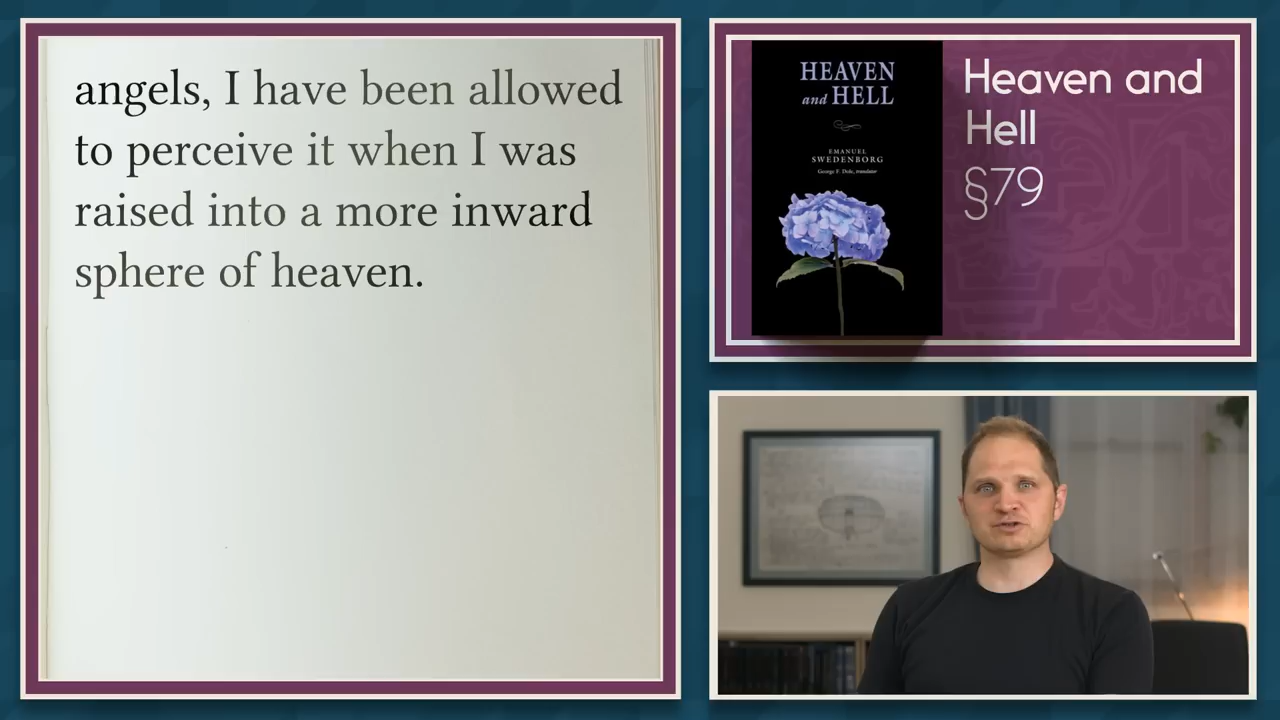 angels, I have been allowed
to perceive it when I was
raised into a more inward
sphere of heaven.
HEAVEN
and HELL
EMANUEL
SWEDENBORG
George F. Dole, translator
Heaven and
Hell
§79